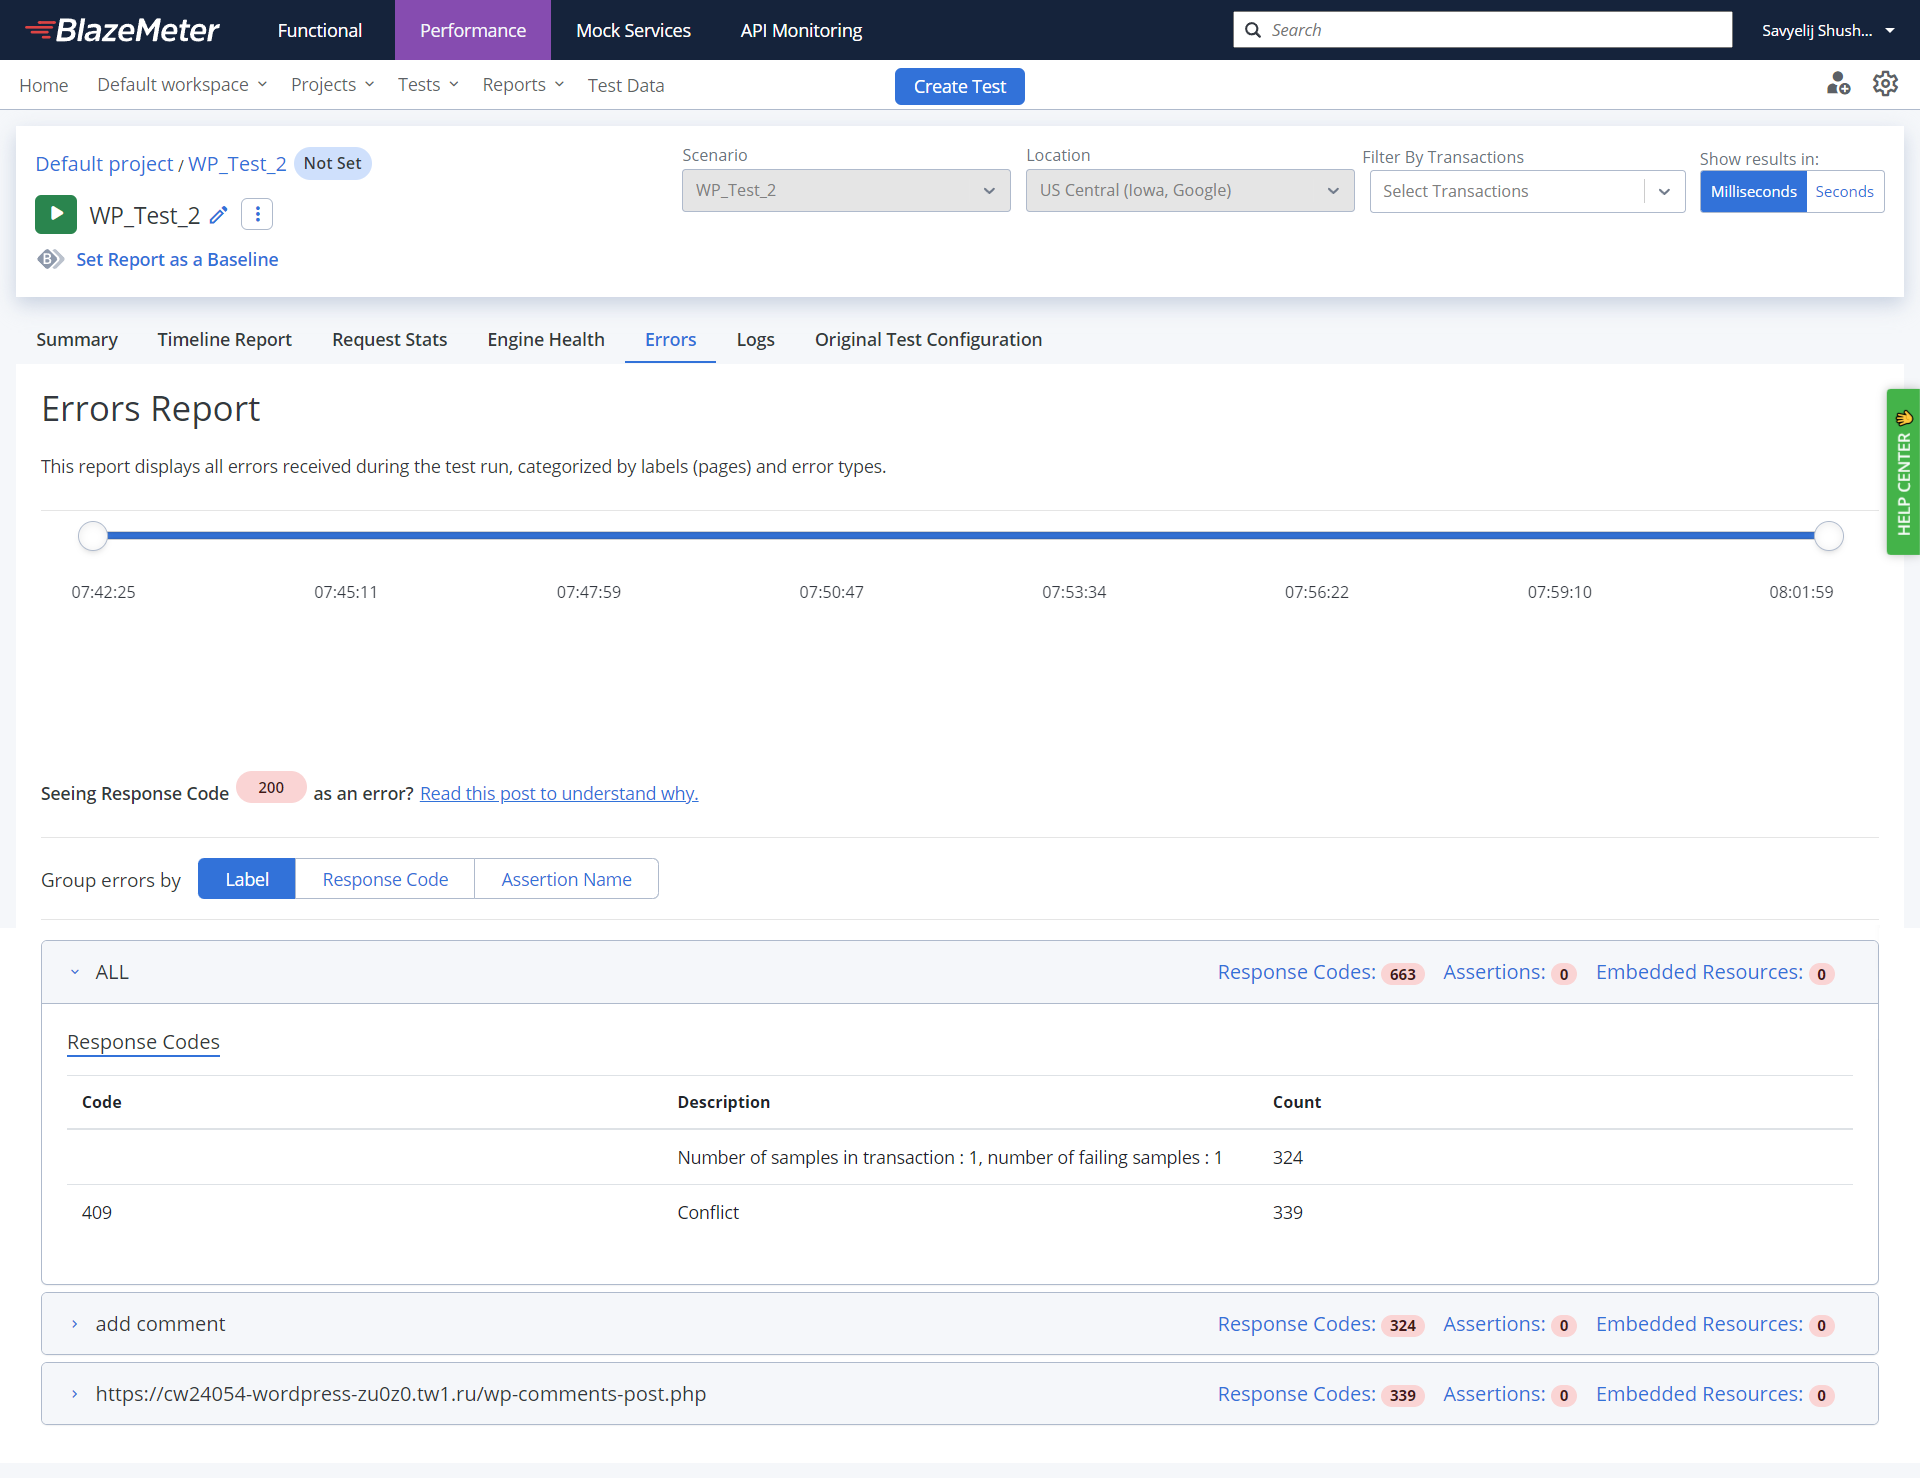 BlazeMeter Functional Performance Mock Services API Monitoring Search Savyelij Shush...
Home Default workspace Projects Tests Reports Test Data Create Test
Default project / WP_Test_2 Not Set
WP_Test_2
Set Report as a Baseline
Scenario
WP_Test_2
Location
US Central (Iowa, Google)
Filter By Transactions
Select Transactions
Show results in:
Milliseconds Seconds
Summary Timeline Report Request Stats Engine Health Errors Logs Original Test Configuration
Errors Report
This report displays all errors received during the test run, categorized by labels (pages) and error types.
HELP CENTER
07:42:25 07:45:11 07:47:59 07:50:47 07:53:34 07:56:22 07:59:10 08:01:59
Seeing Response Code 200 as an error? Read this post to understand why.
Group errors by Label Response Code Assertion Name
ALL Response Codes: 663 Assertions: 0 Embedded Resources: 0
Response Codes
Code Description Count
Number of samples in transaction : 1, number of failing samples : 1 324
409 Conflict 339
add comment Response Codes: 324 Assertions: 0 Embedded Resources: 0
https://cw24054-wordpress-zu0z0.tw1.ru/wp-comments-post.php Response Codes: 339 Assertions: 0 Embedded Resources: 0